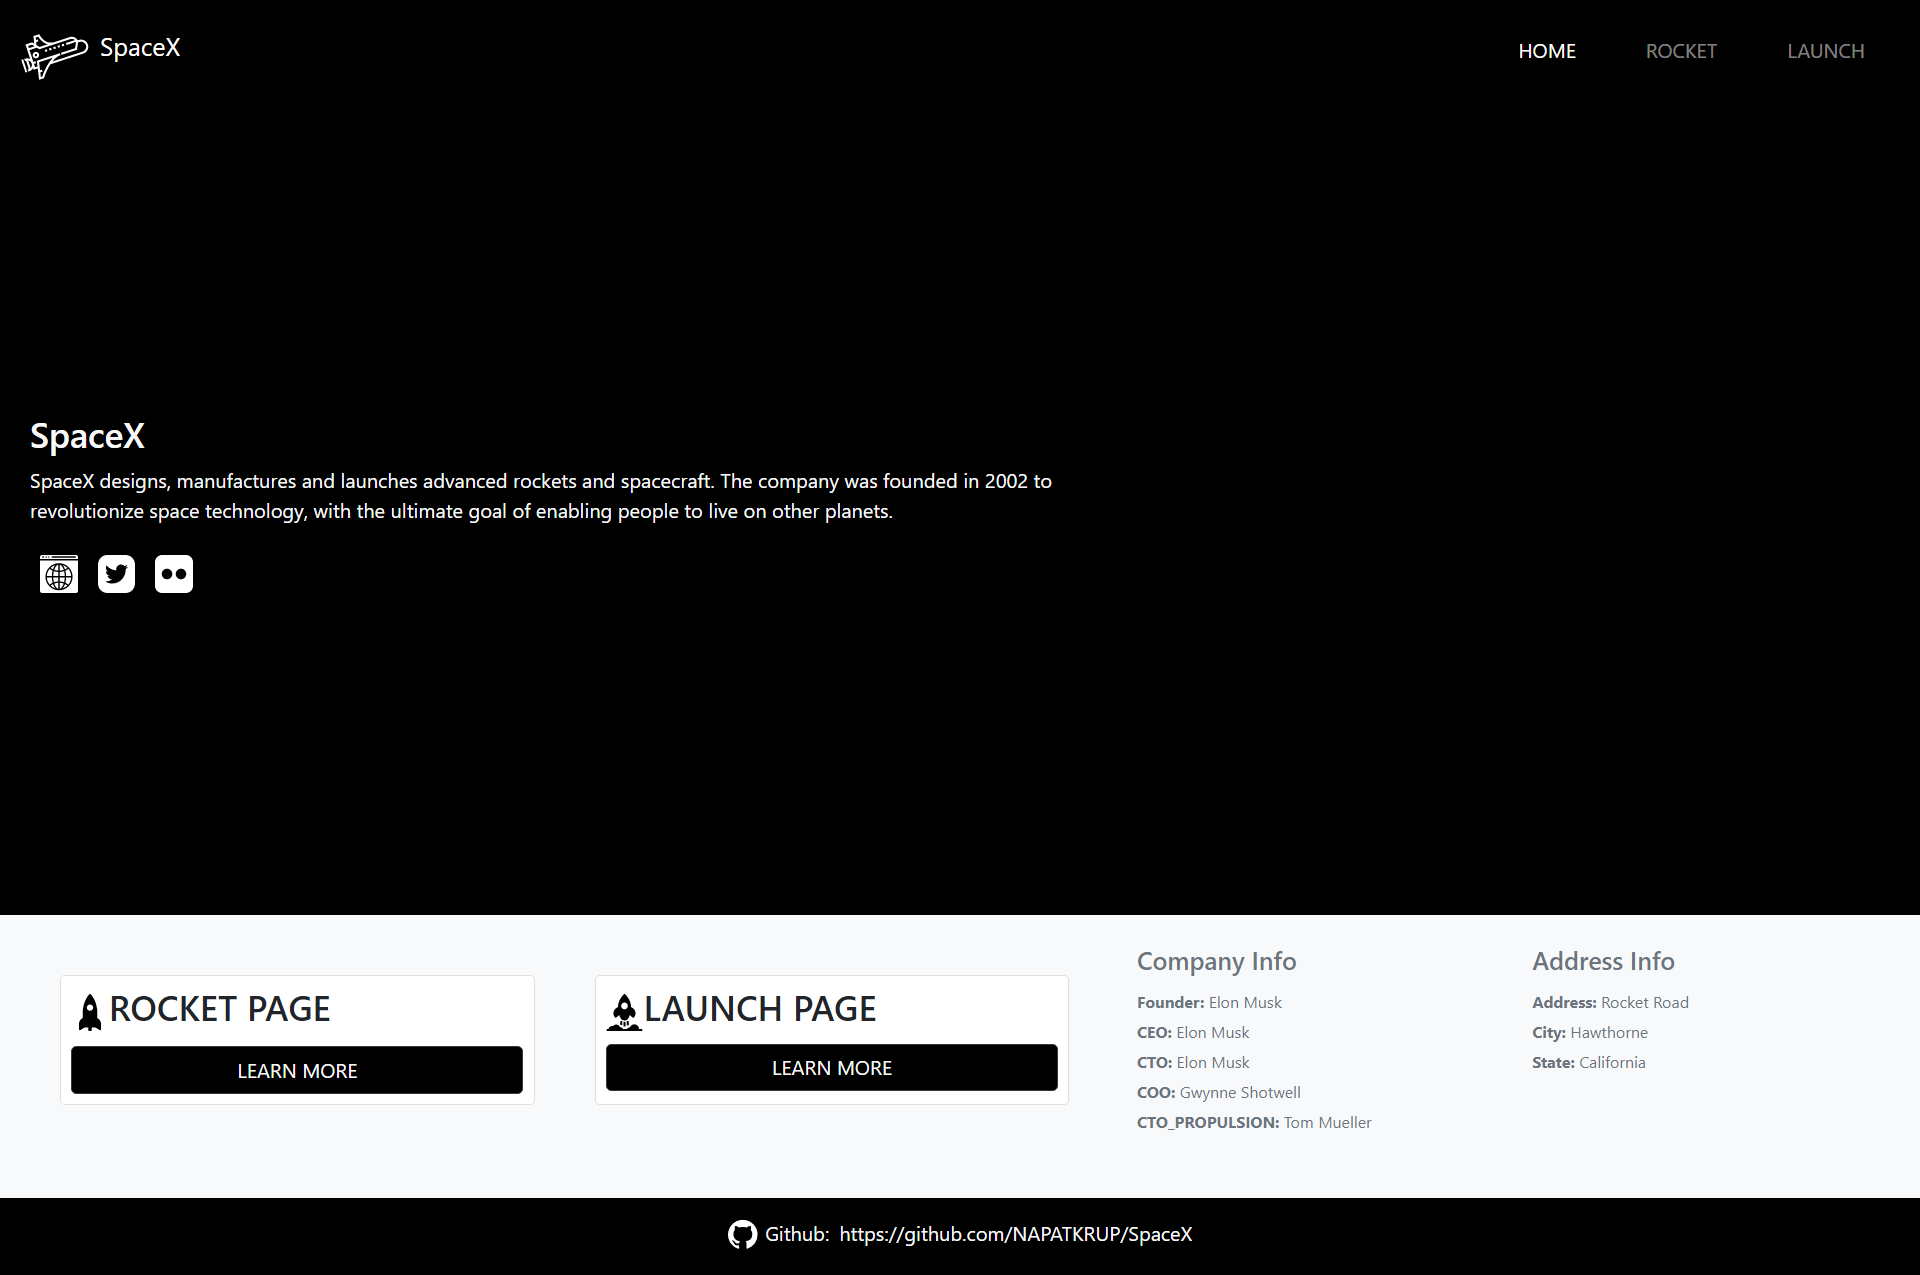 SpaceX
HOME
ROCKET
LAUNCH
SpaceX
SpaceX designs, manufactures and launches advanced rockets and spacecraft. The company was founded in 2002 to
revolutionize space technology, with the ultimate goal of enabling people to live on other planets.
ROCKET PAGE
LEARN MORE
LAUNCH PAGE
LEARN MORE
Company Info
Founder: Elon Musk
CEO: Elon Musk
CTO: Elon Musk
COO: Gwynne Shotwell
CTO_PROPULSION: Tom Mueller
Address Info
Address: Rocket Road
City: Hawthorne
State: California
Github: https://github.com/NAPATKRUP/SpaceX